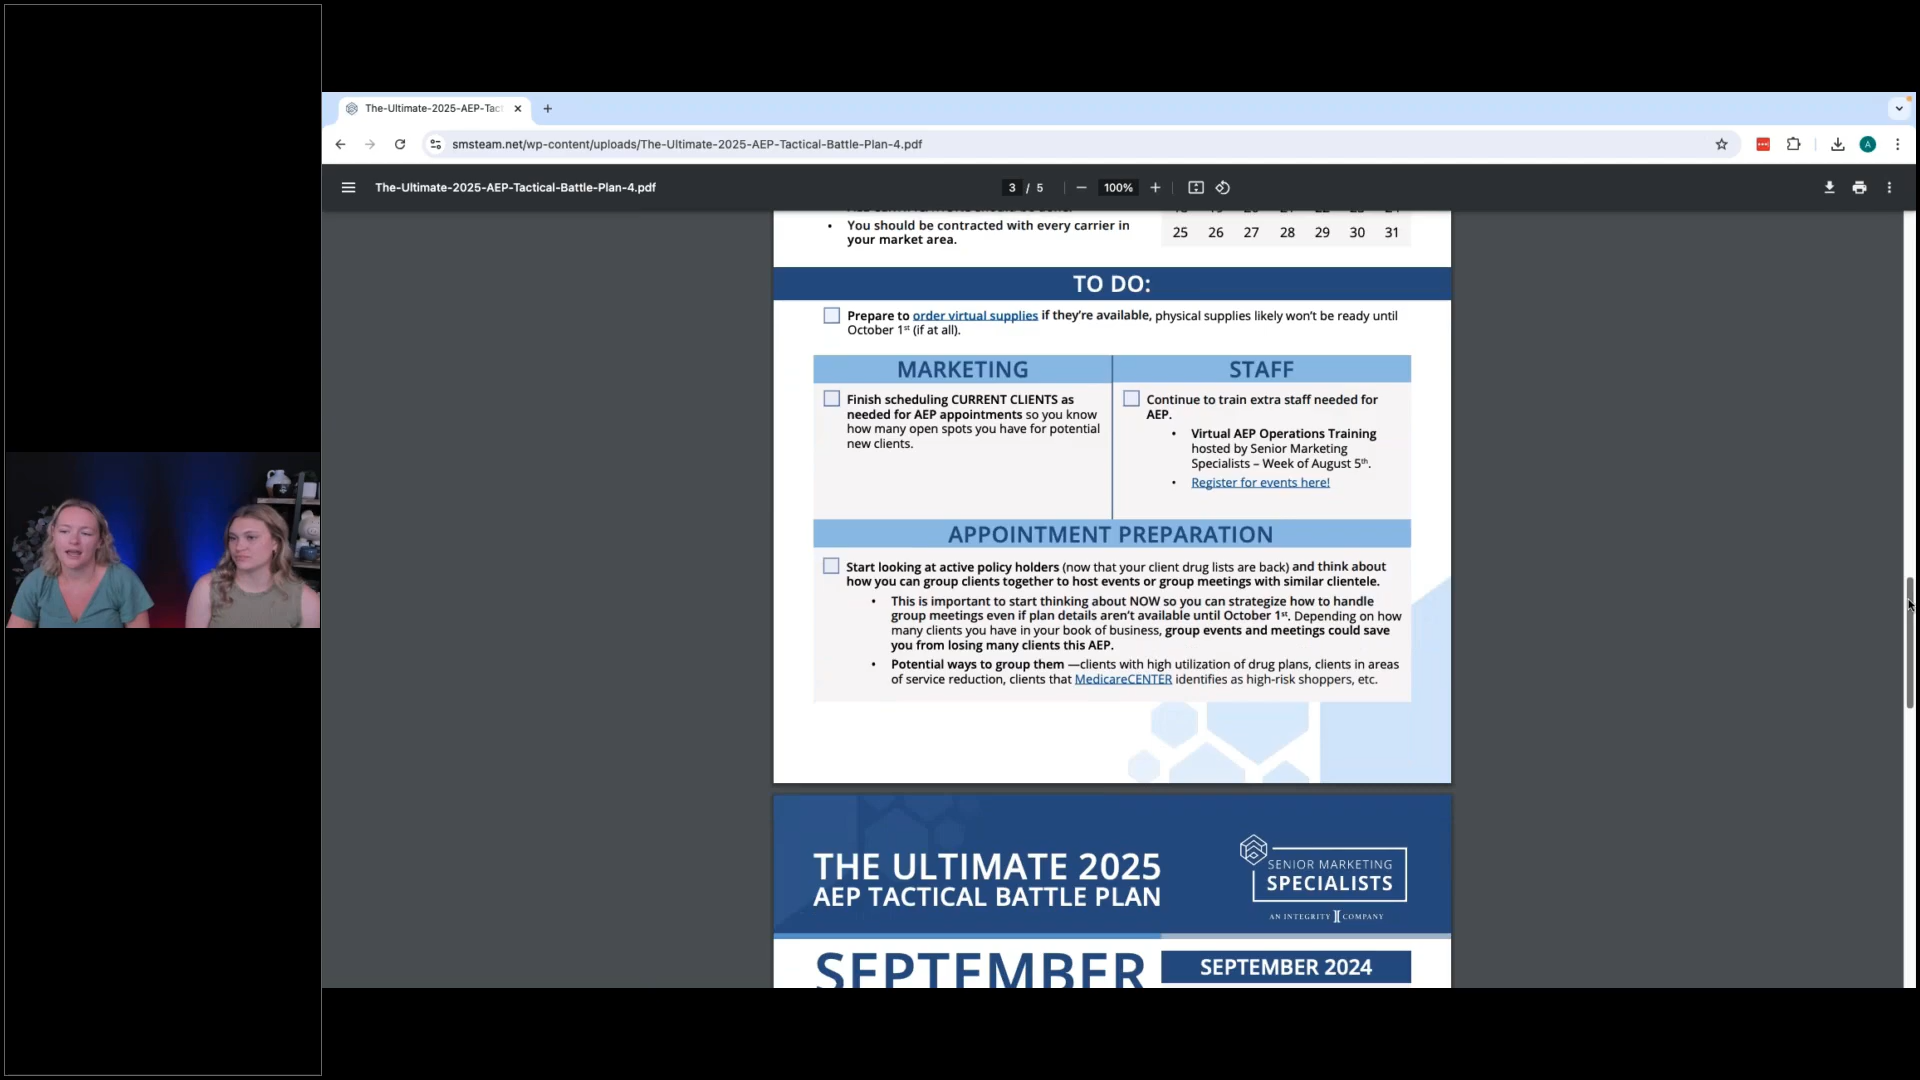 The-Ultimate-2025-AEP-Tac
smsteam.net/wp-content/uploads/The-Ultimate-2025-AEP-Tactical-Battle-Plan-4.pdf
A
The-Ultimate-2025-AEP-Tactical-Battle-Plan-4.pdf
3 / 5
100%
• You should be contracted with every carrier in
your market area.
25 26 27 28 29 30 31
TO DO:
Prepare to order virtual supplies if they’re available, physical supplies likely won’t be ready until
October 1st (if at all).
MARKETING
Finish scheduling CURRENT CLIENTS as
needed for AEP appointments so you know
how many open spots you have for potential
new clients.
STAFF
Continue to train extra staff needed for
AEP.
• Virtual AEP Operations Training
hosted by Senior Marketing
Specialists – Week of August 5th.
• Register for events here!
APPOINTMENT PREPARATION
Start looking at active policy holders (now that your client drug lists are back) and think about
how you can group clients together to host events or group meetings with similar clientele.
• This is important to start thinking about NOW so you can strategize how to handle
group meetings even if plan details aren’t available until October 1st. Depending on how
many clients you have in your book of business, group events and meetings could save
you from losing many clients this AEP.
• Potential ways to group them —clients with high utilization of drug plans, clients in areas
of service reduction, clients that MedicareCENTER identifies as high-risk shoppers, etc.
THE ULTIMATE 2025
AEP TACTICAL BATTLE PLAN
SENIOR MARKETING
SPECIALISTS
AN INTEGRITY COMPANY
SEPTEMBER
SEPTEMBER 2024